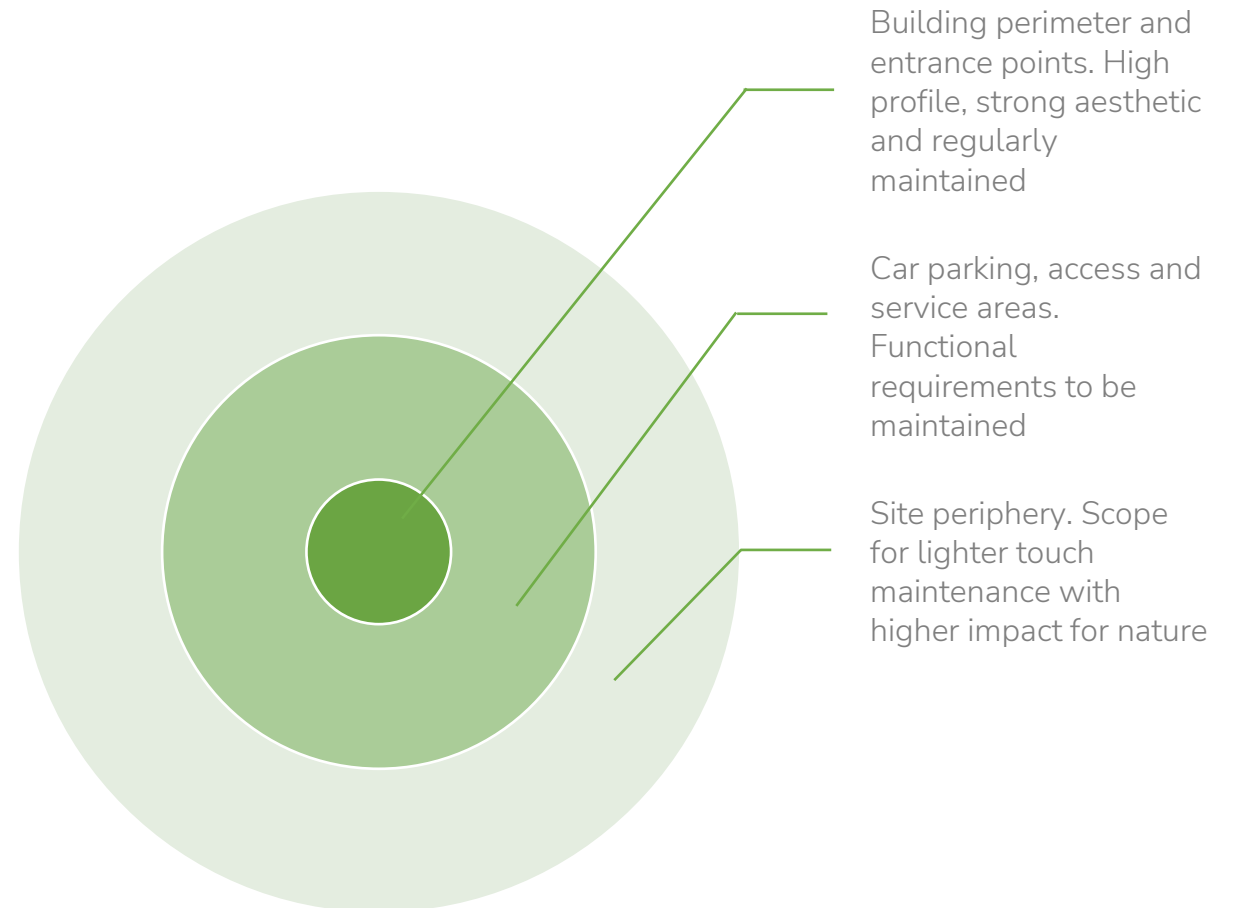 Building perimeter and
entrance points. High
profile, strong aesthetic
and regularly
maintained
Car parking, access and
service areas.
Functional
requirements to be
maintained
Site periphery. Scope
for lighter touch
maintenance with
higher impact for nature